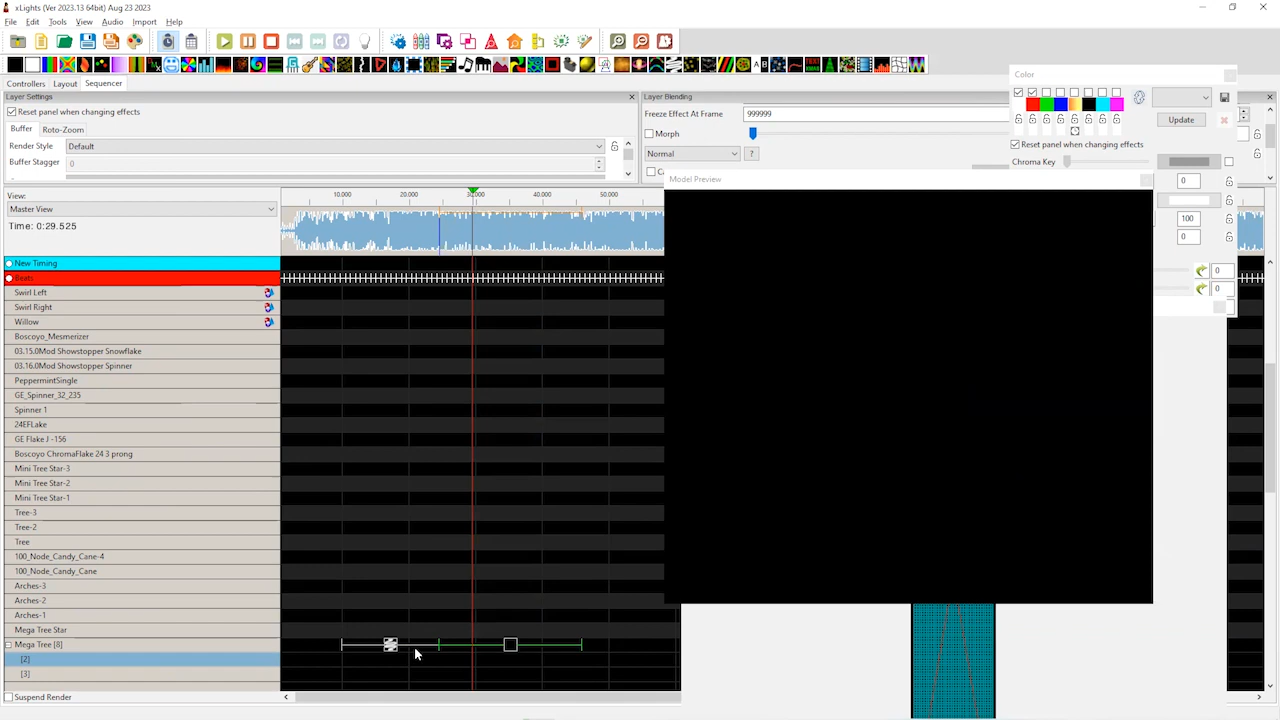 xLights (Ver 2023.13 64bit) Aug 23 2023
File Edit Tools View Audio Import Help
Controllers Layout Sequencer
Layer Settings
Reset panel when changing effects
Buffer Roto-Zoom
Render Style Default
Buffer Stagger 0
Layer Blending
Freeze Effect At Frame 999999
Morph
Normal ?
Color
Update
Reset panel when changing effects
Chroma Key
0
100
0
0
0
Model Preview
View:
Master View
Time: 0:29.525
10.000 20.000 30.000 40.000 50.000
New Timing
Beats
Swirl Left
Swirl Right
Willow
Boscoyo_Mesmerizer
03.15.0Mod Showstopper Snowflake
03.16.0Mod Showstopper Spinner
PeppermintSingle
GE_Spinner_32_235
Spinner 1
24EFLake
GE Flake J -156
Boscoyo ChromaFlake 24 3 prong
Mini Tree Star-3
Mini Tree Star-2
Mini Tree Star-1
Tree-3
Tree-2
Tree
100_Node_Candy_Cane-4
100_Node_Candy_Cane
Arches-3
Arches-2
Arches-1
Mega Tree Star
Mega Tree [8]
[2]
[3]
Suspend Render